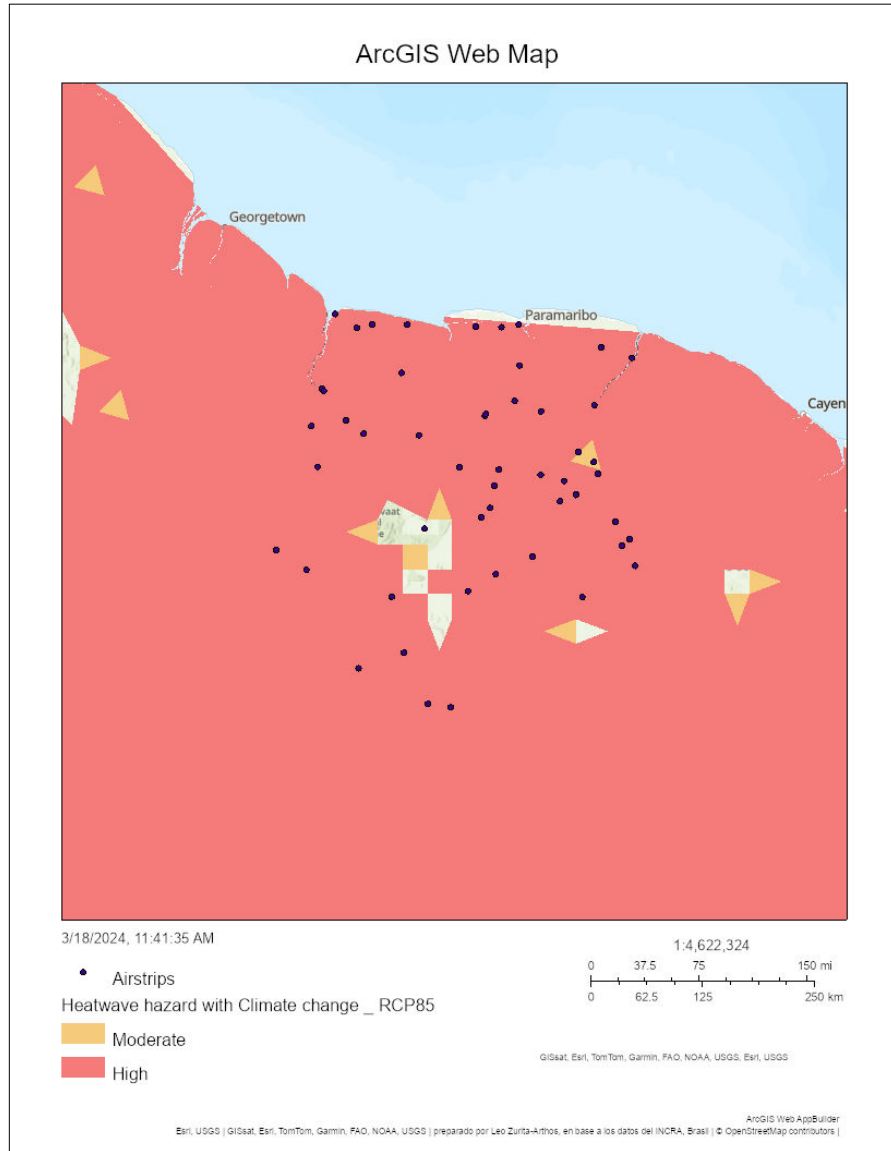 ArcGIS Web Map
Georgetown
Paramaribo
Cayen
vaat
e
3/18/2024, 11:41:35 AM
1:4,622,324
0 37.5 75 150 mi
0 62.5 125 250 km
Airstrips
Heatwave hazard with Climate change _ RCP85
Moderate
High
GISsat, Esri, TomTom, Garmin, FAO, NOAA, USGS, Esri, USGS
ArcGIS Web AppBuilder
Esri, USGS | GISsat, Esri, TomTom, Garmin, FAO, NOAA, USGS | preparado por Leo Zurita-Arthos, en base a los datos del INCRA, Brasil | © OpenStreetMap contributors |